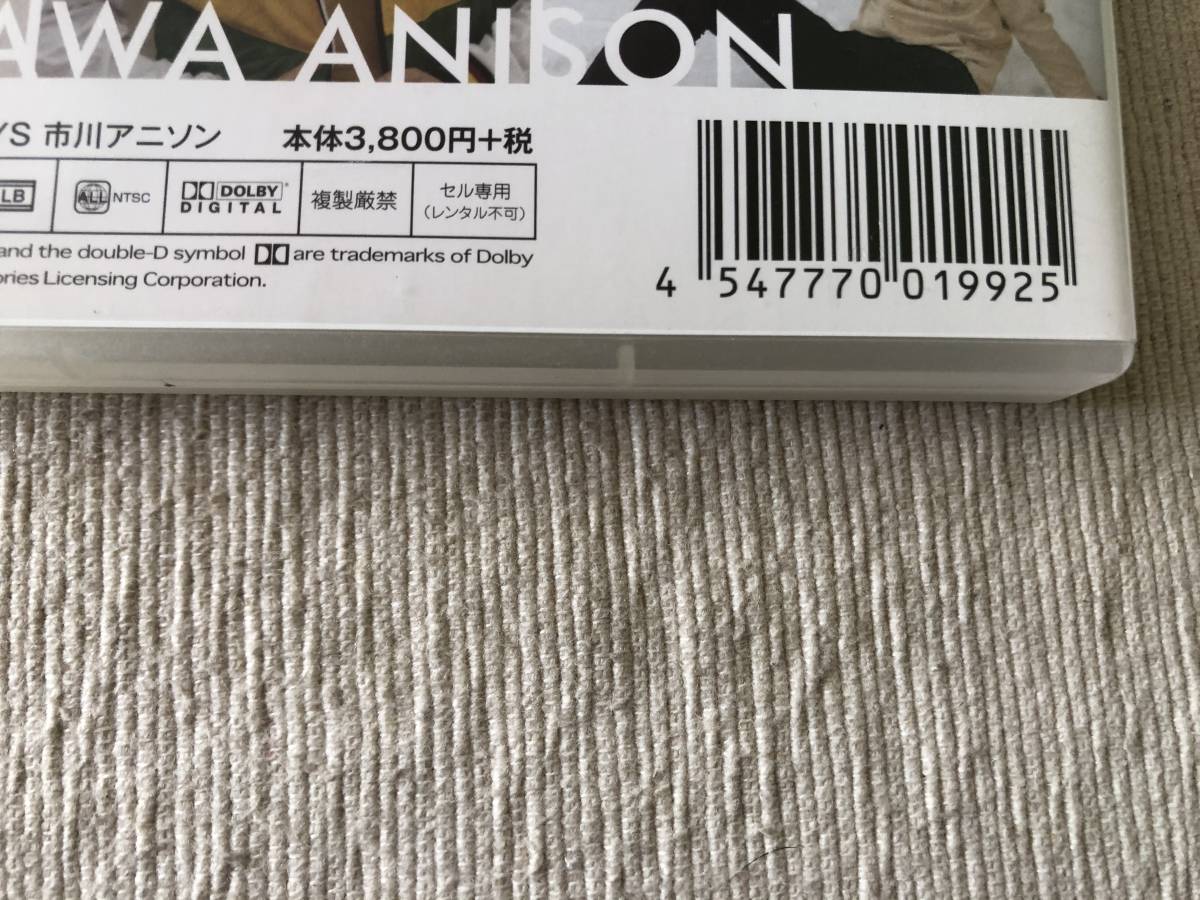 AWA ANISON
YS 市川アニソン 本体3,800円+税
LB ALL NTSC DOLBY DIGITAL 複製厳禁 セル専用 (レンタル不可)
and the double-D symbol are trademarks of Dolby
ories Licensing Corporation.
4 547770 019925